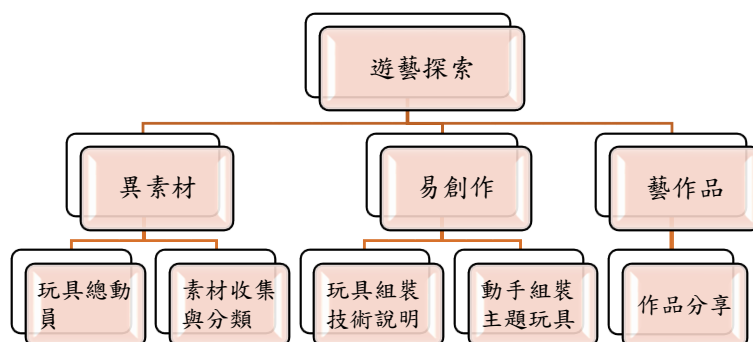 遊藝探索
異素材
易創作
藝作品
玩具總動
員
素材收集
與分類
玩具組裝
技術說明
動手組裝
主題玩具
作品分享